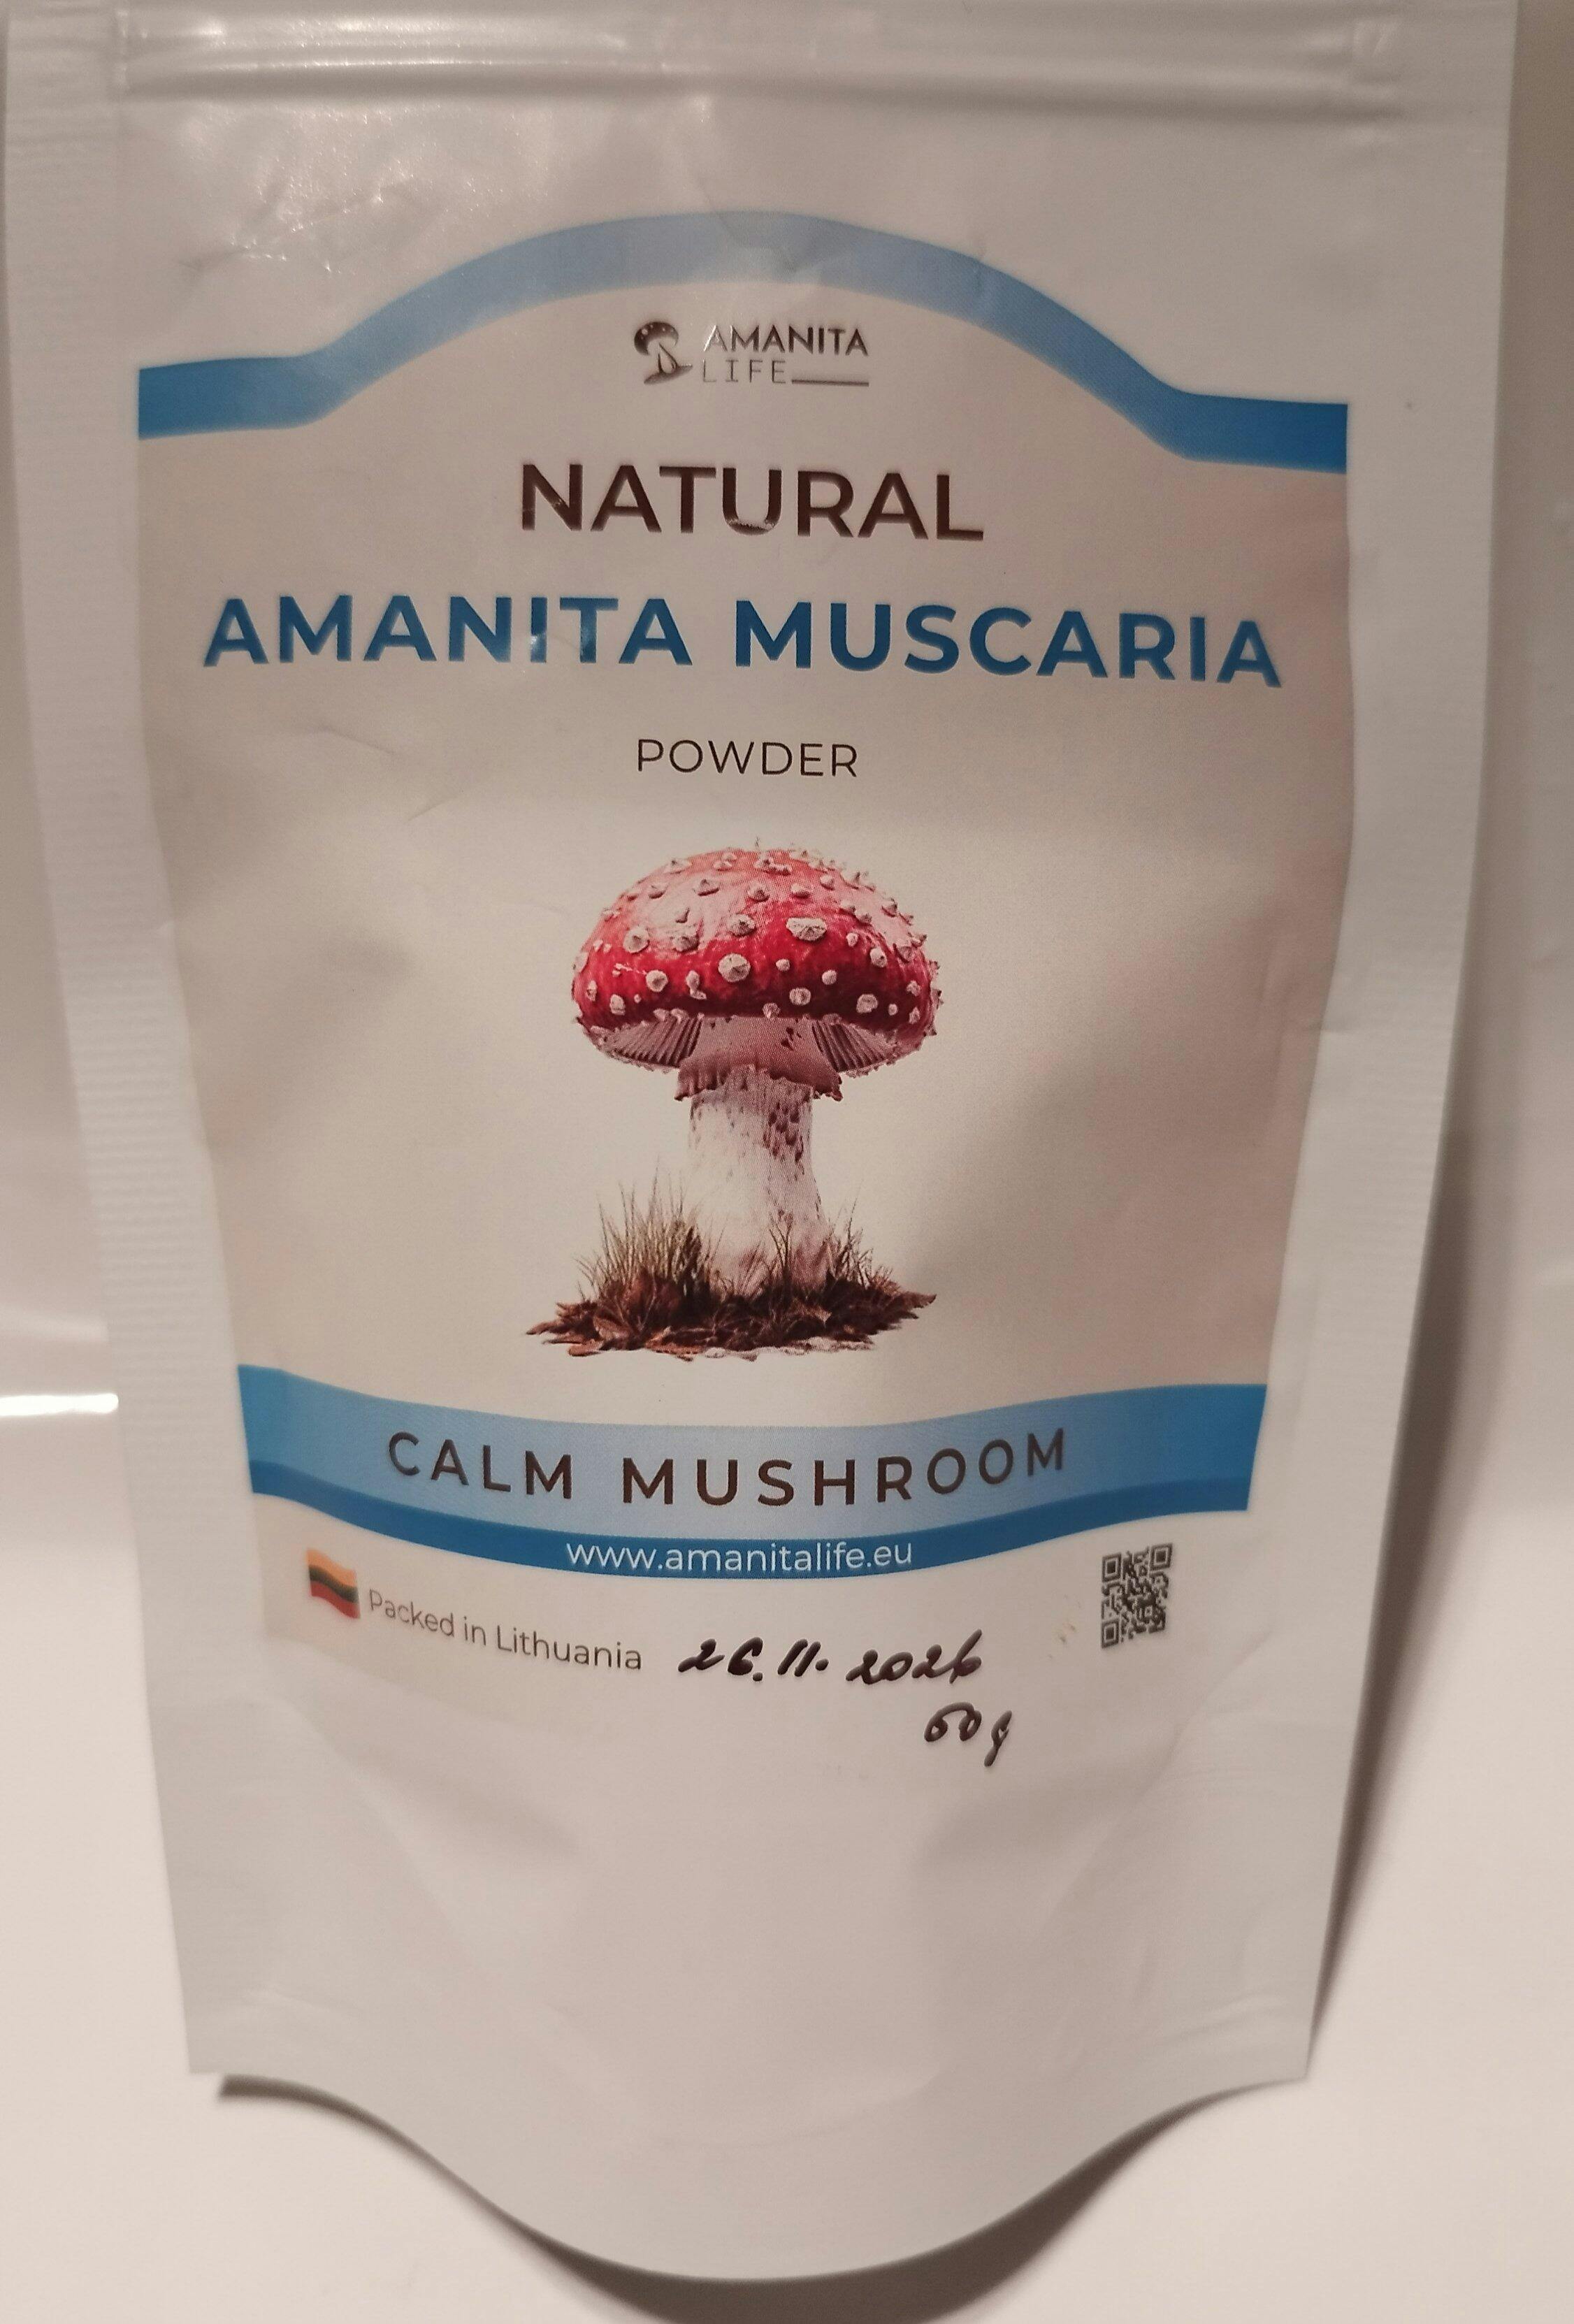 AMANITA
LIFE
NATURAL
AMANITA MUSCARIA
POWDER
CALM MUSHROOM
www.amanitalife.eu
Packed in Lithuania 26.11.2026
60g